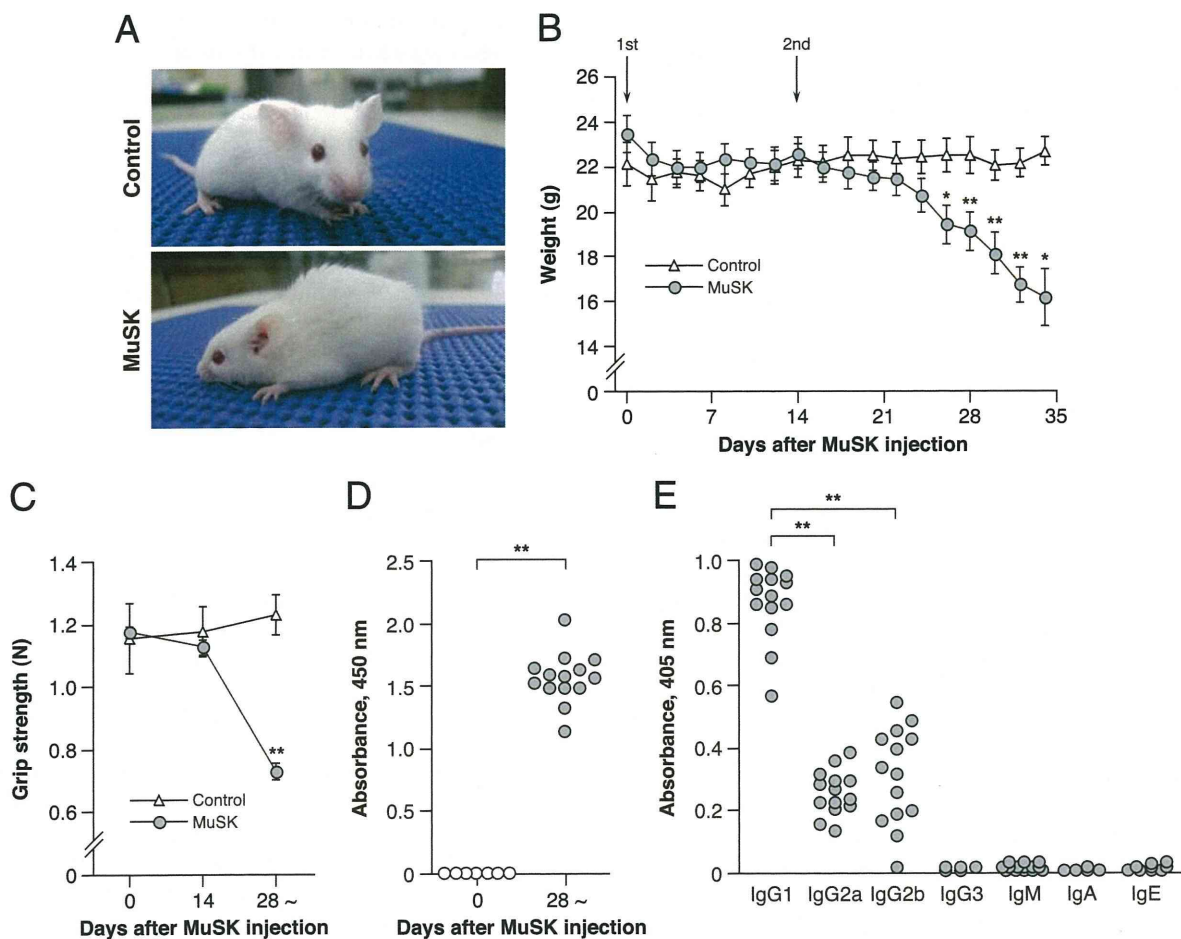 A
Control
MuSK
B
1st
2nd
26
24
22
20
18
16
14
0
Weight (g)
Control
MuSK
*
**
**
**
*
0
7
14
21
28
35
Days after MuSK injection
C
1.4
1.2
1.0
0.8
0.6
0
Grip strength (N)
**
Control
MuSK
0
14
28 ~
Days after MuSK injection
D
**
2.5
2.0
1.5
1.0
0.5
0
Absorbance, 450 nm
0
28 ~
Days after MuSK injection
E
**
**
1.0
0.8
0.6
0.4
0.2
0
Absorbance, 405 nm
IgG1
IgG2a
IgG2b
IgG3
IgM
IgA
IgE